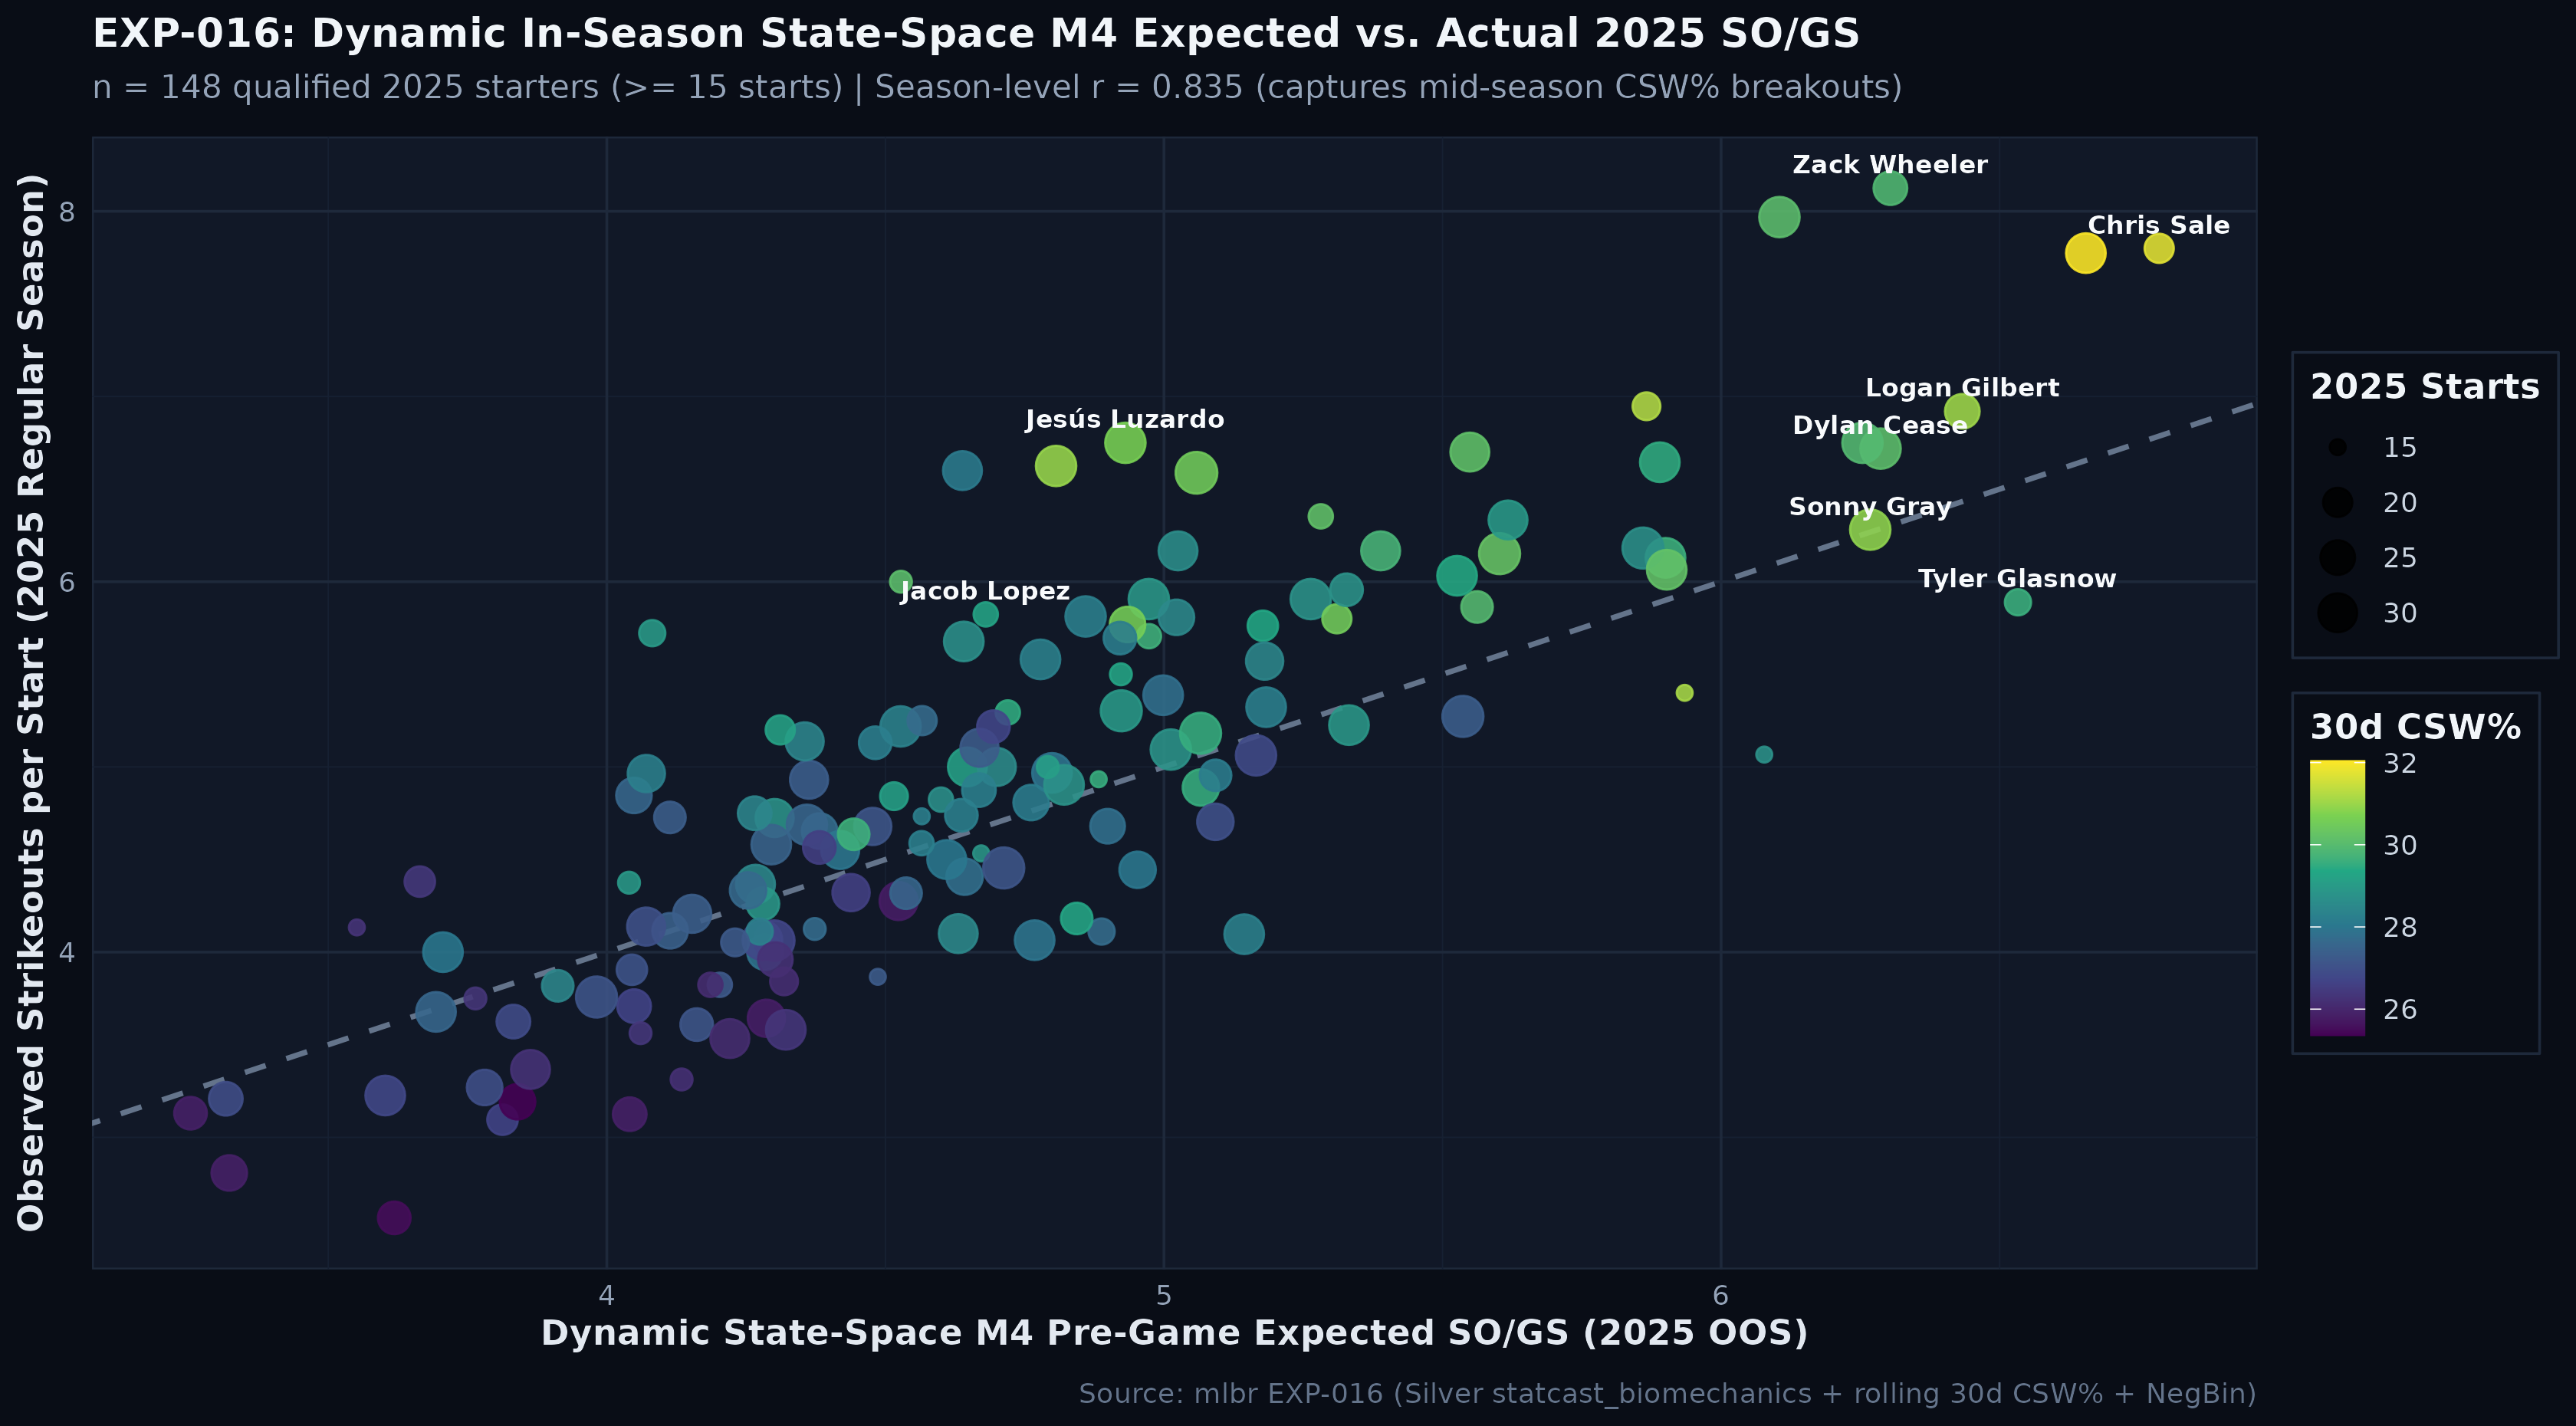 EXP-016: Dynamic In-Season State-Space M4 Expected vs. Actual 2025 SO/GS
n = 148 qualified 2025 starters (>= 15 starts) | Season-level r = 0.835 (captures mid-season CSW% breakouts)
Observed Strikeouts per Start (2025 Regular Season)
8
6
4
Zack Wheeler
Chris Sale
Logan Gilbert
Jesús Luzardo
Dylan Cease
Sonny Gray
Tyler Glasnow
Jacob Lopez
2025 Starts
15
20
25
30
30d CSW%
32
30
28
26
4
5
6
Dynamic State-Space M4 Pre-Game Expected SO/GS (2025 OOS)
Source: mlbr EXP-016 (Silver statcast_biomechanics + rolling 30d CSW% + NegBin)